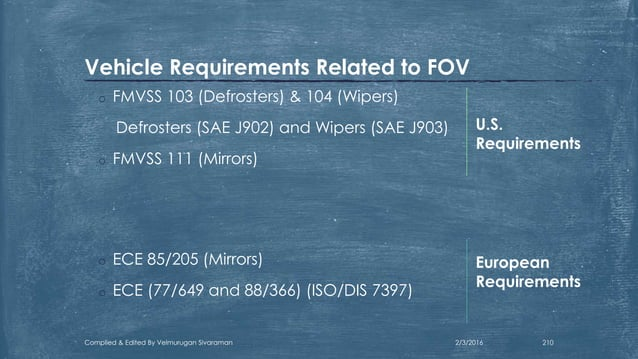 Vehicle Requirements Related to FOV
o FMVSS 103 (Defrosters) & 104 (Wipers)
Defrosters (SAE J902) and Wipers (SAE J903)
o FMVSS 111 (Mirrors)
U.S.
Requirements
o ECE 85/205 (Mirrors)
o ECE (77/649 and 88/366) (ISO/DIS 7397)
European
Requirements
Complied & Edited By Velmurugan Sivaraman 2/3/2016 210